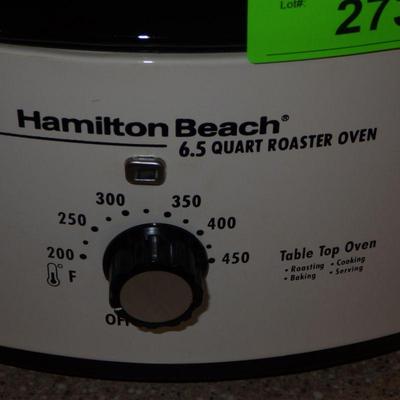 Lot#:
Hamilton Beach®
6.5 QUART ROASTER OVEN
300 350
250 400
200 450
°F
OFF
Table Top Oven
• Roasting • Cooking
• Baking • Serving